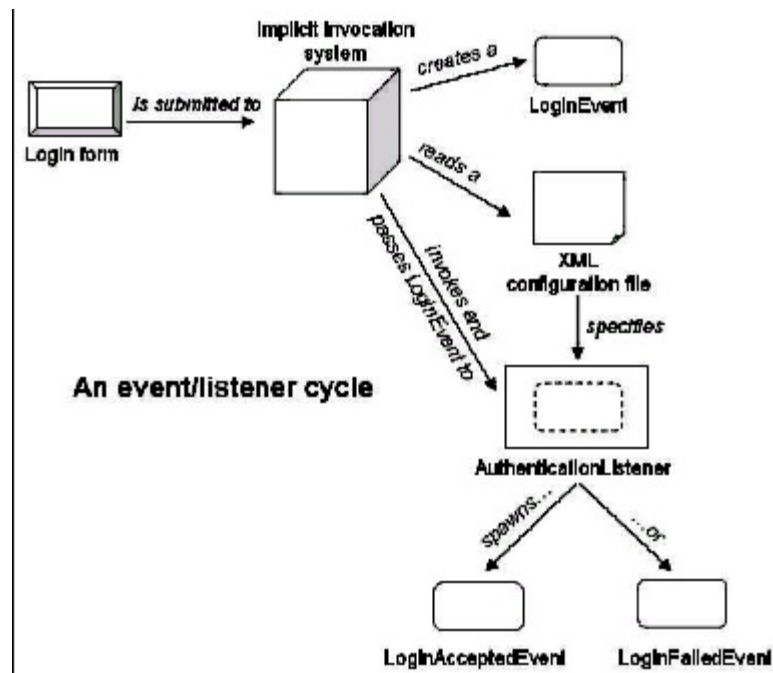 Implicit Invocation
system
creates a
LoginEvent
is submitted to
Login form
reads a
XML
configuration file
invokes and
passes LoginEvent to
specifies
An event/listener cycle
AuthenticationListener
spawns...
...or
LoginAcceptedEvent
LoginFailedEvent